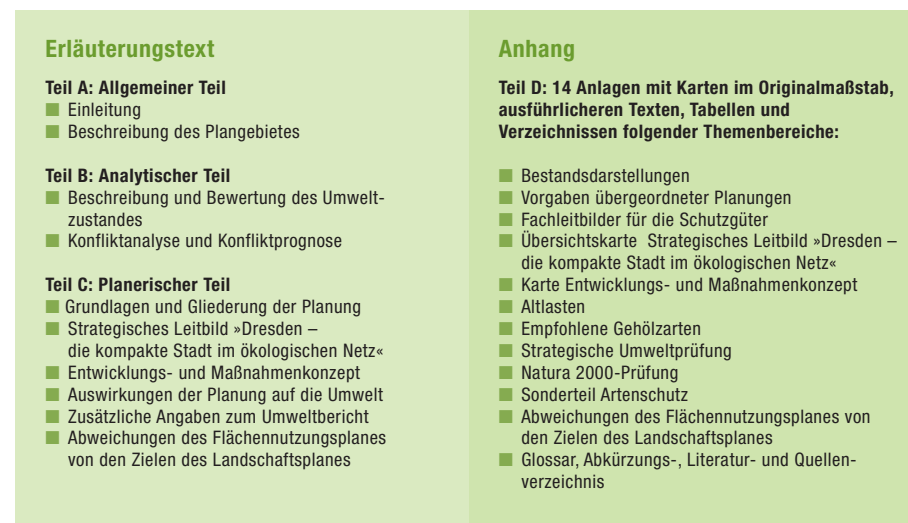 Erläuterungstext
Teil A: Allgemeiner Teil
Einleitung
Beschreibung des Plangebietes
Teil B: Analytischer Teil
Beschreibung und Bewertung des Umwelt-
zustandes
Konfliktanalyse und Konfliktprognose
Teil C: Planerischer Teil
Grundlagen und Gliederung der Planung
Strategisches Leitbild »Dresden –
die kompakte Stadt im ökologischen Netz«
Entwicklungs- und Maßnahmenkonzept
Auswirkungen der Planung auf die Umwelt
Zusätzliche Angaben zum Umweltbericht
Abweichungen des Flächennutzungsplanes
von den Zielen des Landschaftsplanes
Anhang
Teil D: 14 Anlagen mit Karten im Originalmaßstab,
ausführlicheren Texten, Tabellen und
Verzeichnissen folgender Themenbereiche:
Bestandsdarstellungen
Vorgaben übergeordneter Planungen
Fachleitbilder für die Schutzgüter
Übersichtskarte Strategisches Leitbild »Dresden –
die kompakte Stadt im ökologischen Netz«
Karte Entwicklungs- und Maßnahmenkonzept
Altlasten
Empfohlene Gehölzarten
Strategische Umweltprüfung
Natura 2000-Prüfung
Sonderteil Artenschutz
Abweichungen des Flächennutzungsplanes von
den Zielen des Landschaftsplanes
Glossar, Abkürzungs-, Literatur- und Quellen-
verzeichnis